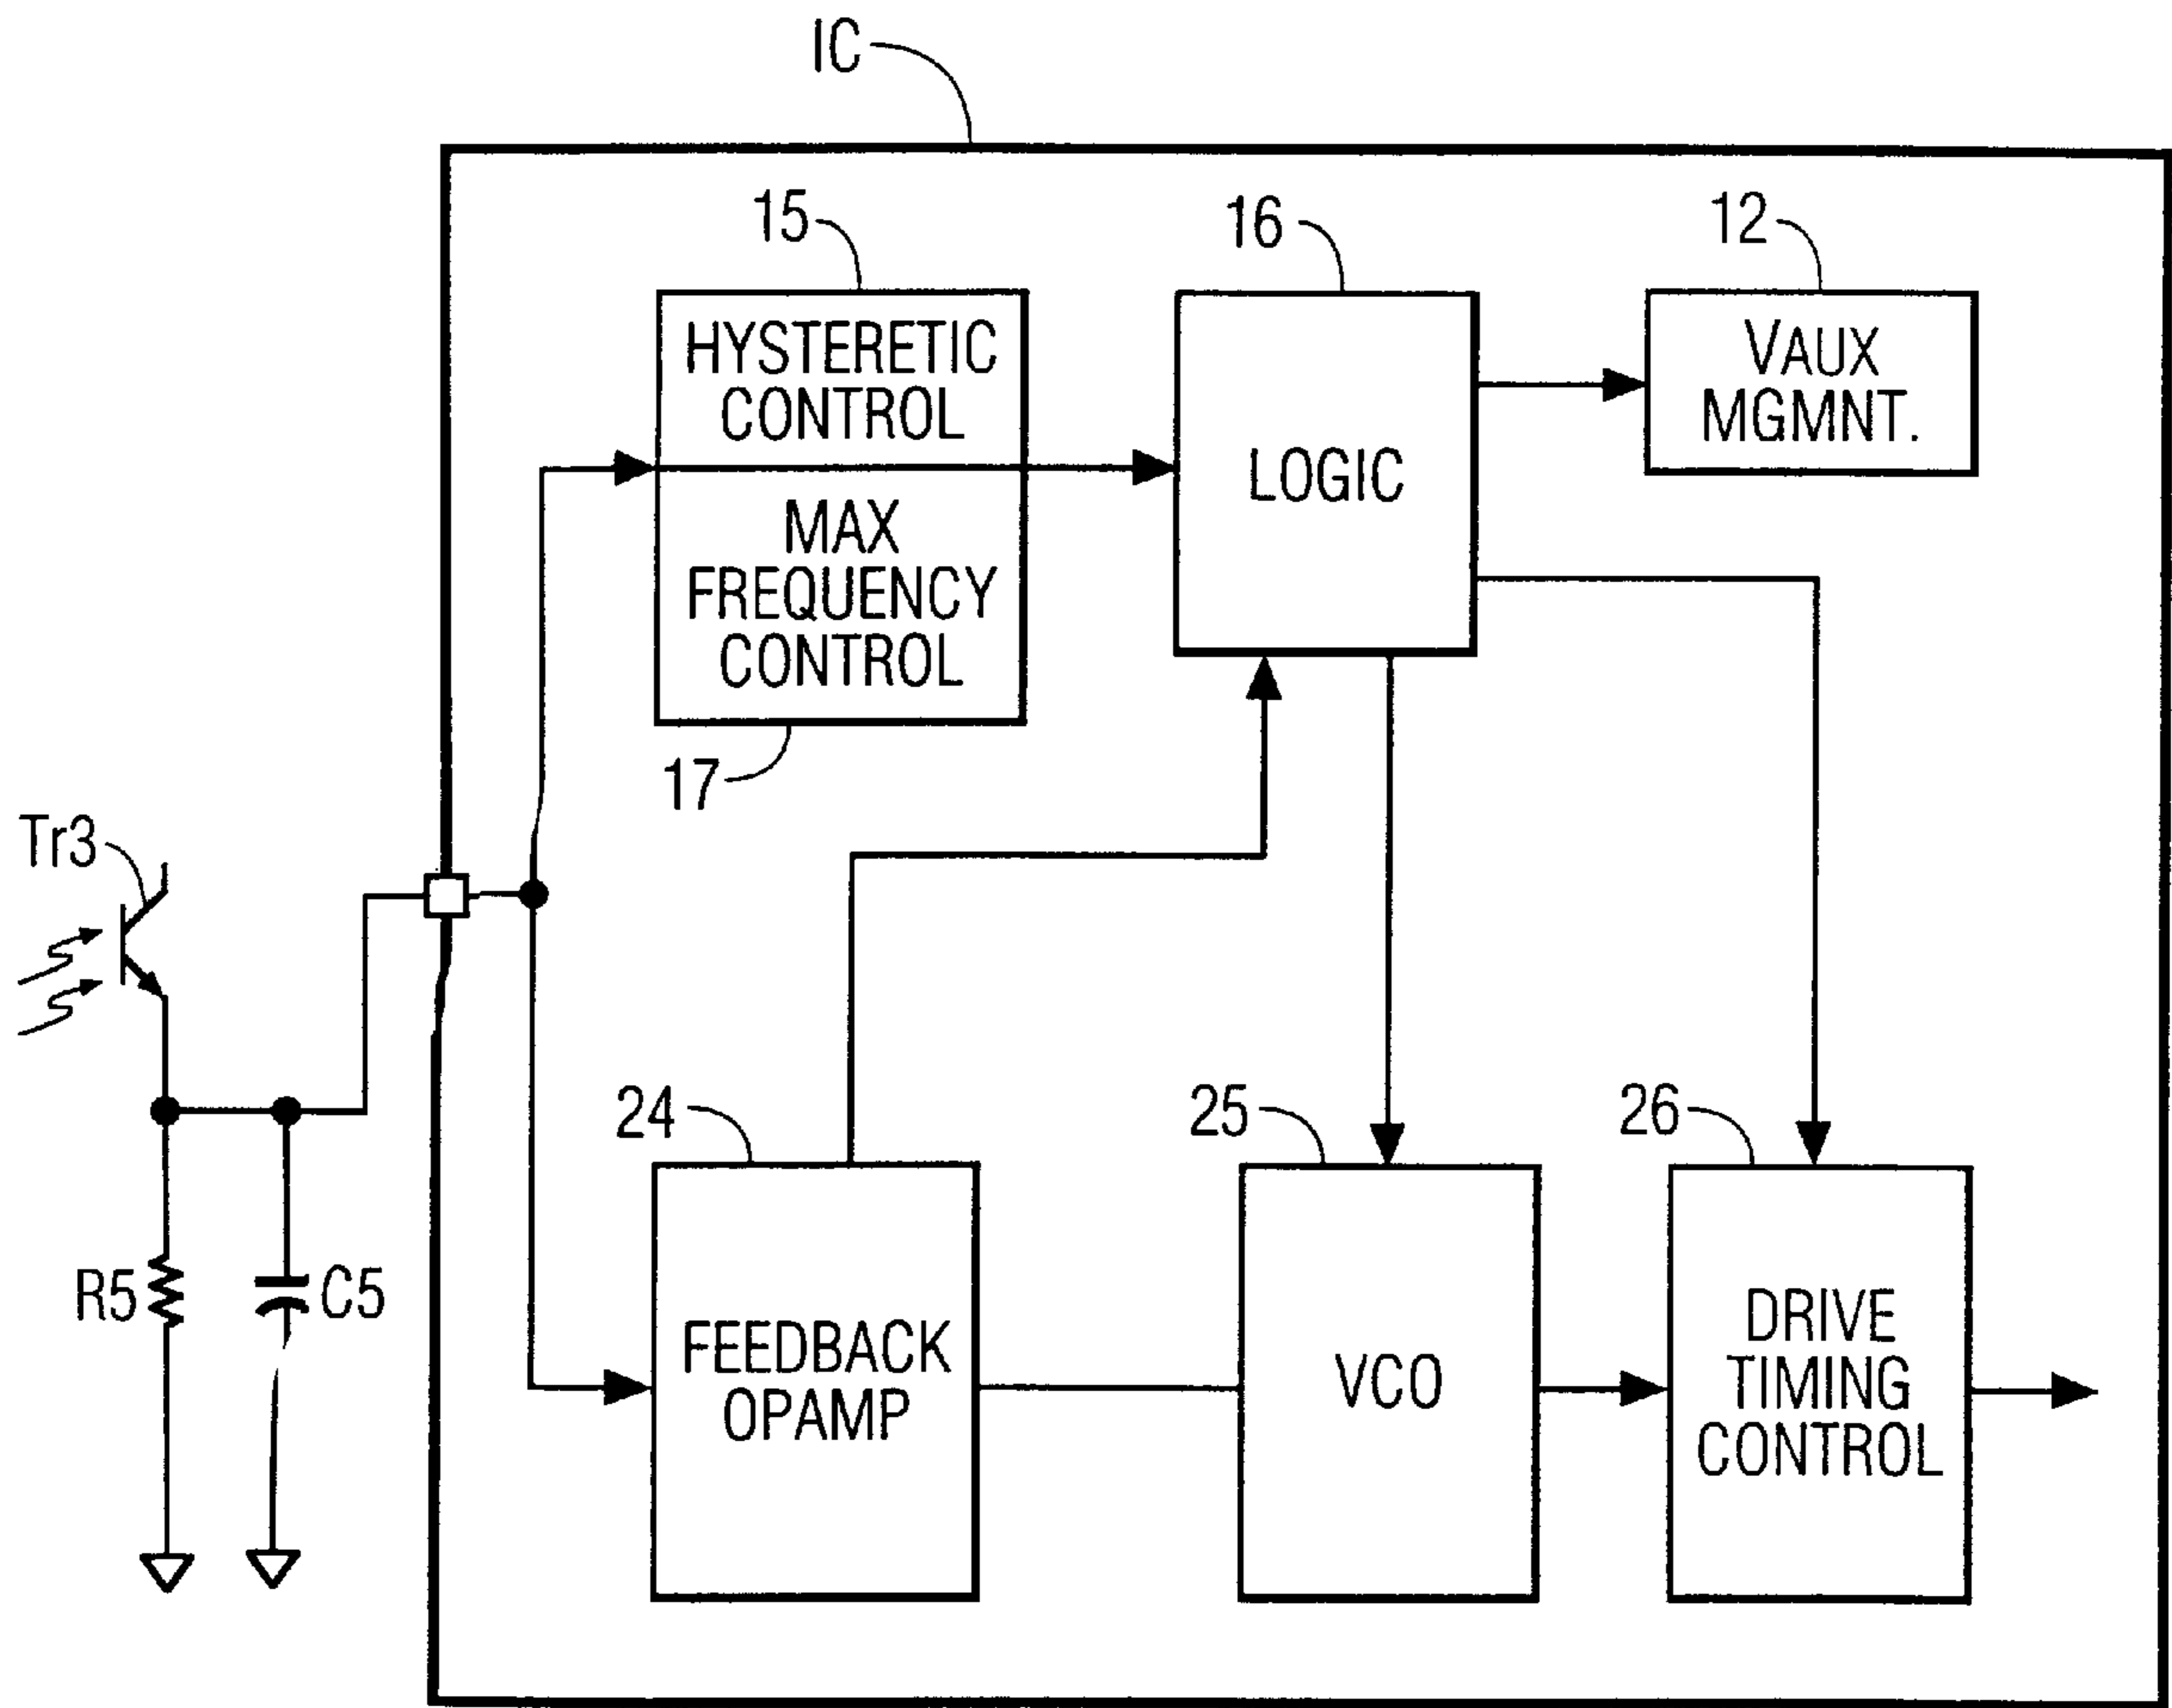 IC
15
16
12
HYSTERETIC
CONTROL
MAX
FREQUENCY
CONTROL
17
LOGIC
VAUX
MGMNT.
Tr3
R5
C5
24
25
26
FEEDBACK
OPAMP
VCO
DRIVE
TIMING
CONTROL